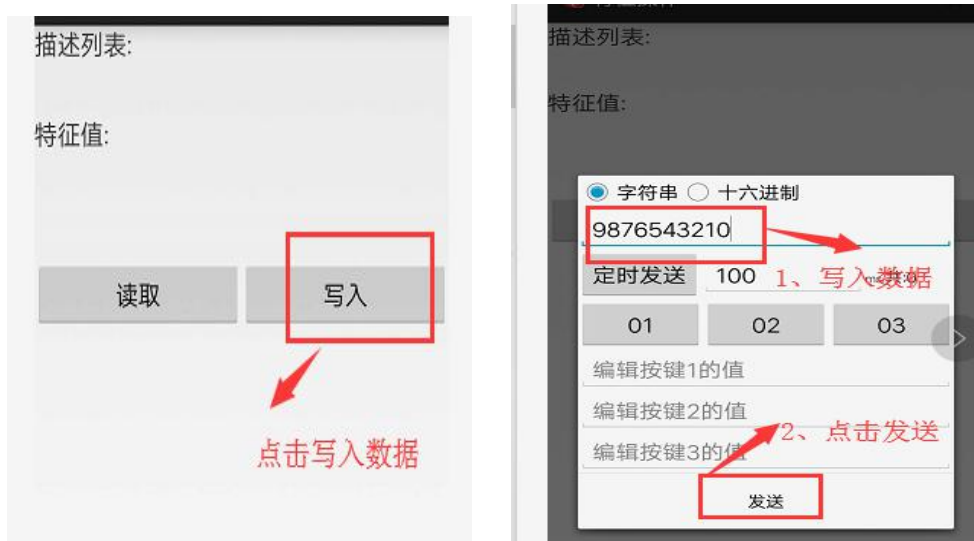 描述列表:
特征值:
读取
写入
点击写入数据
描述列表:
特征值:
字符串
十六进制
9876543210
定时发送
100
1、写入数据
01
02
03
编辑按键1的值
编辑按键2的值
2、点击发送
编辑按键3的值
发送